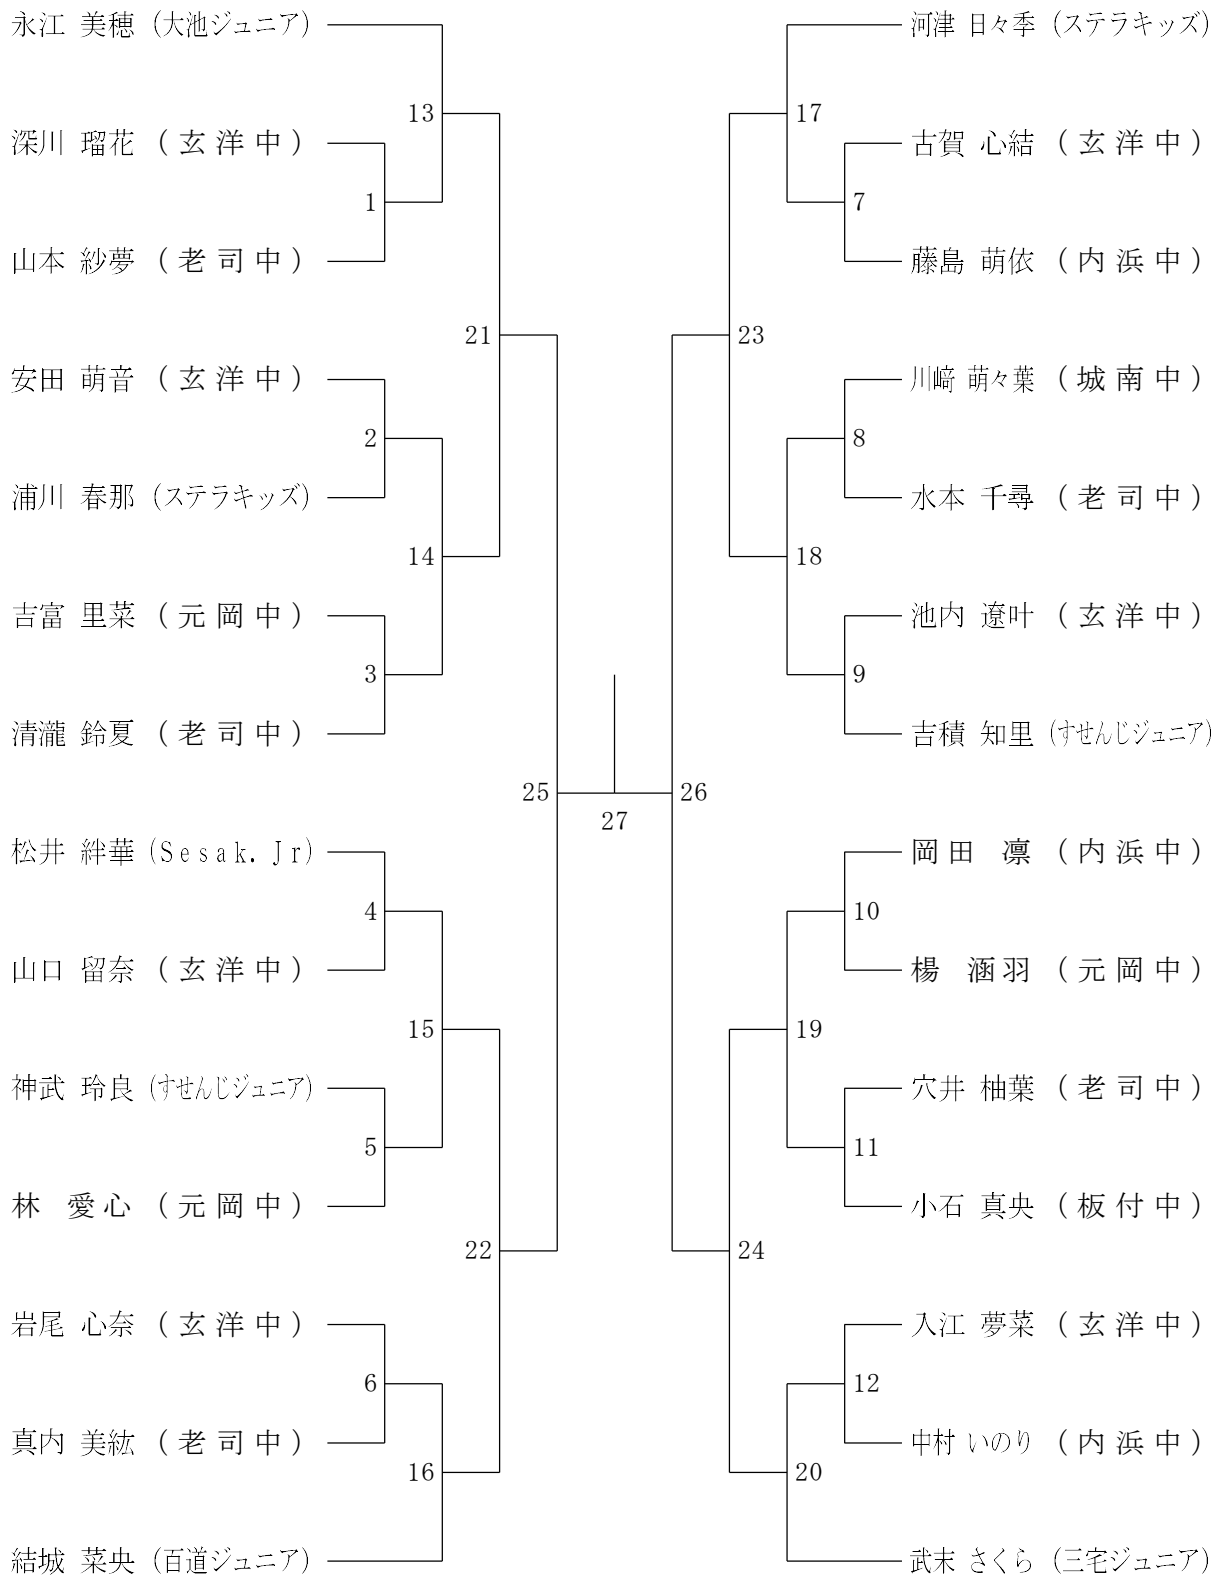 永江 美穂 (大池ジュニア)
13
深川 瑠花 (玄洋中)
1
山本 紗夢 (老司中)
21
安田 萌音 (玄洋中)
2
浦川 春那 (ステラキッズ)
14
吉富 里菜 (元岡中)
3
清瀧 鈴夏 (老司中)
25
松井 絆華 (Sesak. Jr)
4
山口 留奈 (玄洋中)
15
神武 玲良 (すせんじジュニア)
5
林 愛心 (元岡中)
22
岩尾 心奈 (玄洋中)
6
真内 美紘 (老司中)
16
結城 菜央 (百道ジュニア)
27
河津 日々季 (ステラキッズ)
17
古賀 心結 (玄洋中)
7
藤島 萌依 (内浜中)
23
川﨑 萌々葉 (城南中)
8
水本 千尋 (老司中)
18
池内 遼叶 (玄洋中)
9
吉積 知里 (すせんじジュニア)
26
岡田 凛 (内浜中)
10
楊 涵羽 (元岡中)
19
穴井 柚葉 (老司中)
11
小石 真央 (板付中)
24
入江 夢菜 (玄洋中)
12
中村 いのり (内浜中)
20
武末 さくら (三宅ジュニア)